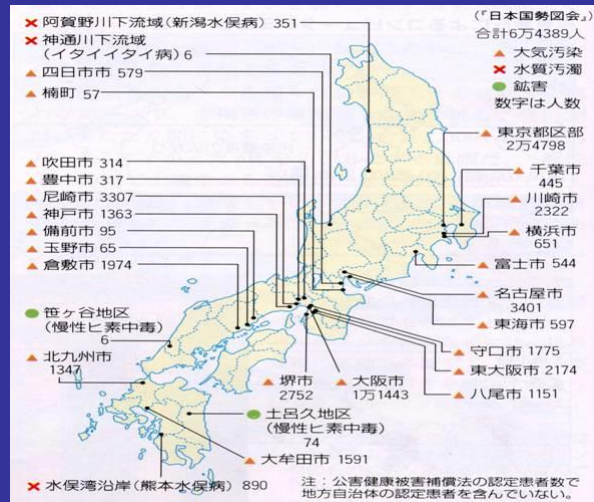 (『日本国勢図会』)
合計6万4389人
▲ 大気汚染
× 水質汚濁
● 鉱害
数字は人数
× 阿賀野川下流域(新潟水俣病) 351
× 神通川下流域
(イタイイタイ病) 6
▲ 四日市市 579
▲ 楠町 57
▲ 吹田市 314
▲ 豊中市 317
▲ 尼崎市 3307
▲ 神戸市 1363
▲ 備前市 95
▲ 玉野市 65
▲ 倉敷市 1974
● 笹ヶ谷地区
(慢性ヒ素中毒)
6
▲ 北九州市
1347
▲ 東京都区部
2万4798
▲ 千葉市
445
▲ 川崎市
2322
▲ 横浜市
651
▲ 富士市 544
▲ 名古屋市
3401
▲ 東海市 597
▲ 守口市 1775
▲ 東大阪市 2174
▲ 八尾市 1151
▲ 堺市
2752
▲ 大阪市
1万1443
● 土呂久地区
(慢性ヒ素中毒)
74
▲ 大牟田市 1591
× 水俣湾沿岸(熊本水俣病) 890
注：公害健康被害補償法の認定患者数で
地方自治体の認定患者を含んでいない。